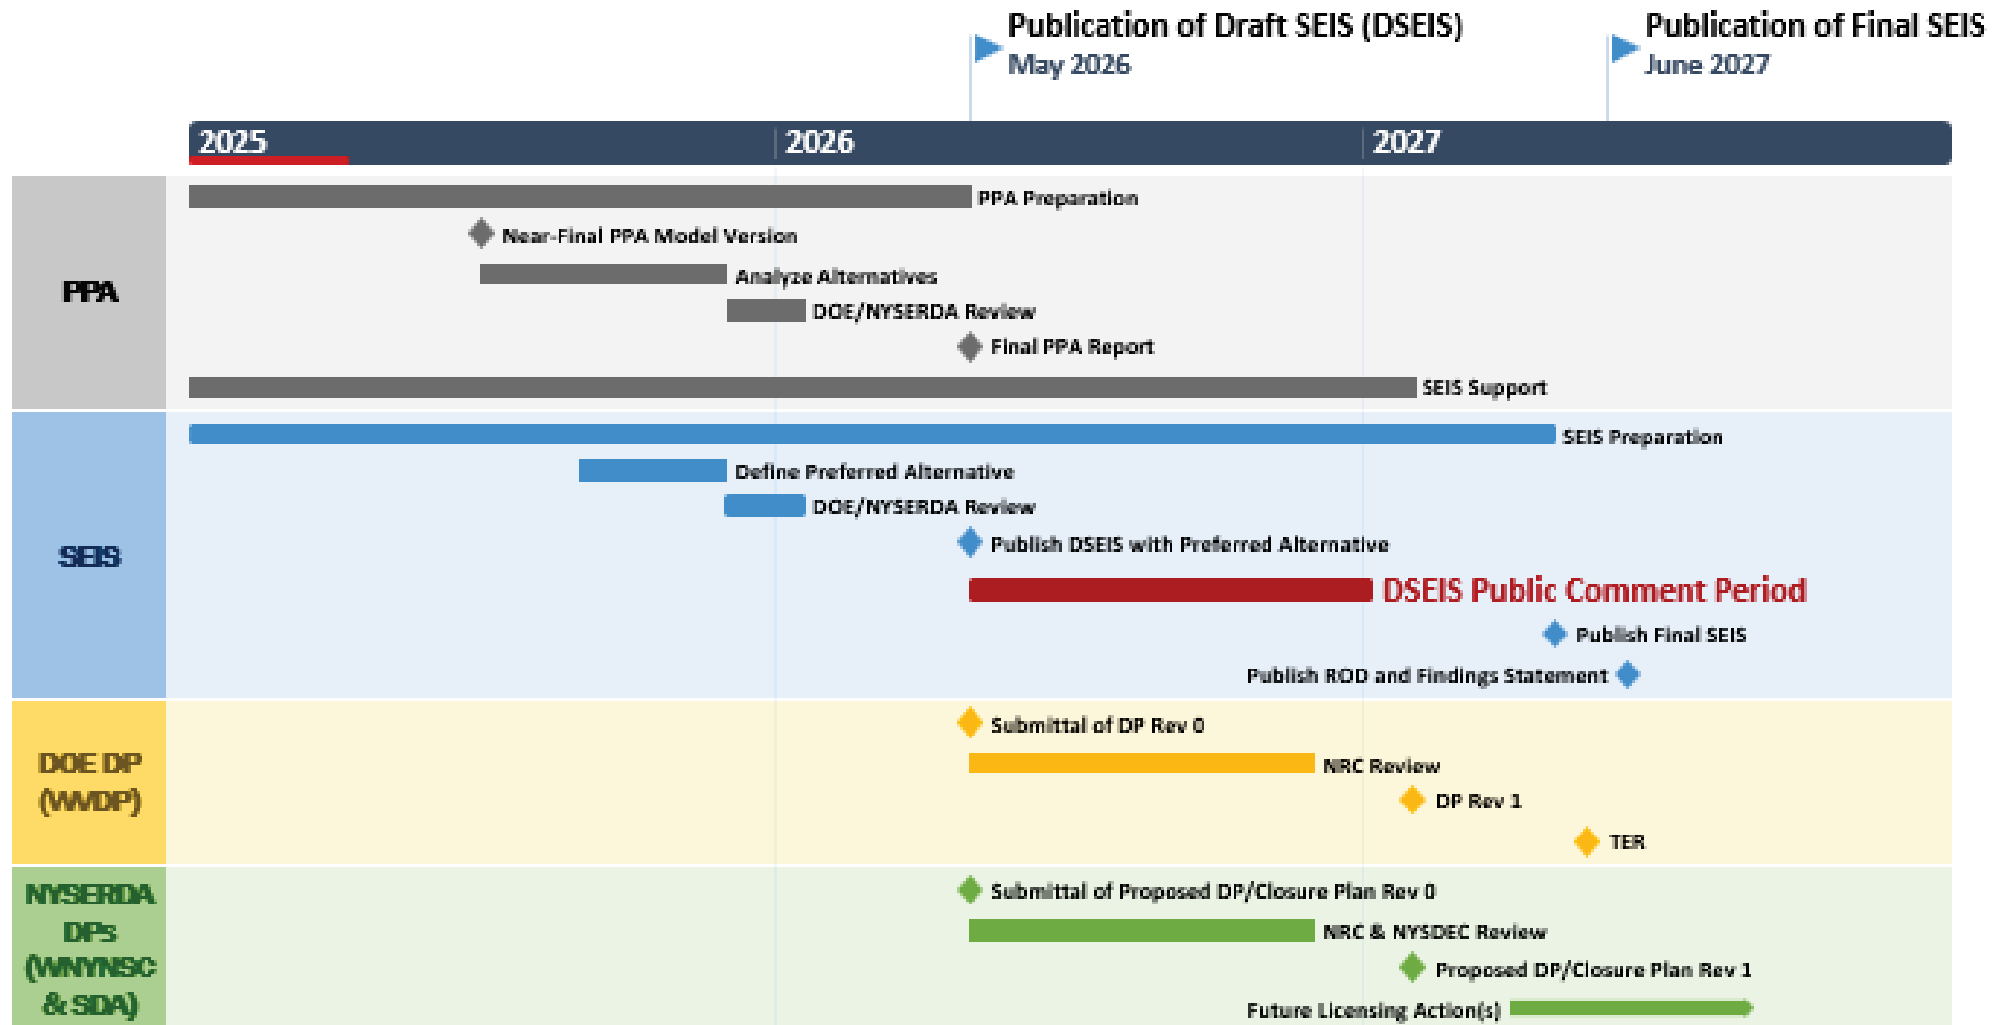 Publication of Draft SEIS (DSEIS)
May 2026
Publication of Final SEIS
June 2027
2025
2026
2027
PPA
PPA Preparation
Near-Final PPA Model Version
Analyze Alternatives
DOE/NYSERDA Review
Final PPA Report
SEIS Support
SEIS
SEIS Preparation
Define Preferred Alternative
DOE/NYSERDA Review
Publish DSEIS with Preferred Alternative
DSEIS Public Comment Period
Publish Final SEIS
Publish ROD and Findings Statement
DOE DP
(WVDP)
Submittal of DP Rev 0
NRC Review
DP Rev 1
TER
NYSERDA
DPs
(WNYNSC
& SDA)
Submittal of Proposed DP/Closure Plan Rev 0
NRC & NYSDEC Review
Proposed DP/Closure Plan Rev 1
Future Licensing Action(s)